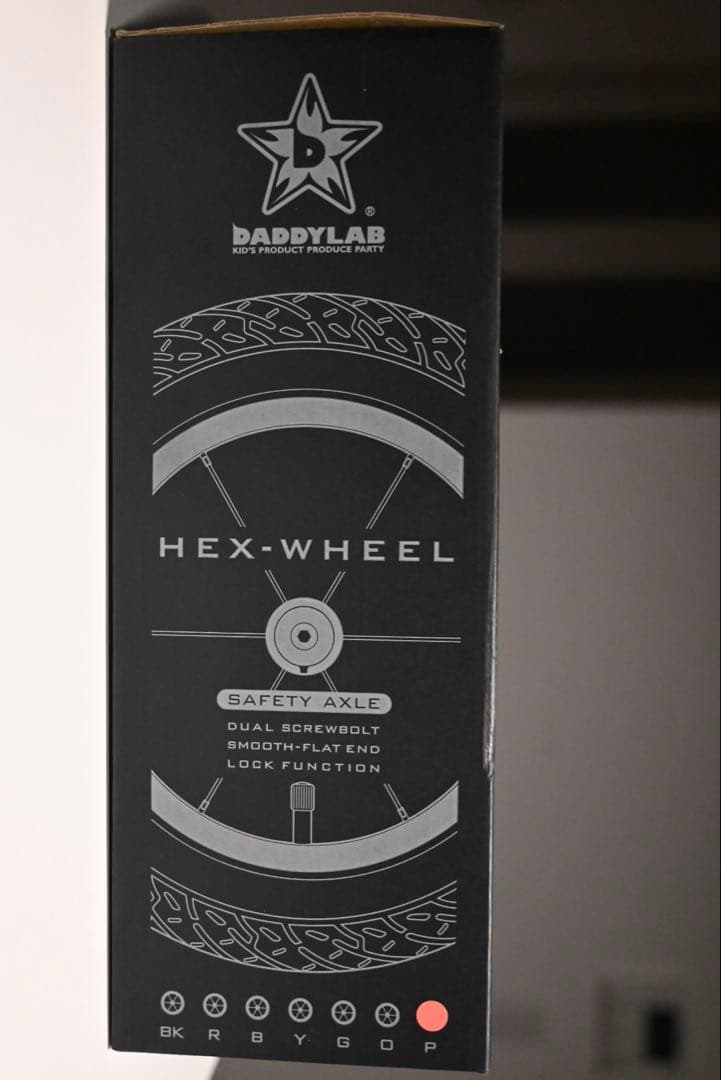 D
®
DADDYLAB
KID'S PRODUCT PRODUCE PARTY
HEX-WHEEL
SAFETY AXLE
DUAL SCREWBOLT
SMOOTH-FLAT END
LOCK FUNCTION
BK R B Y G O P